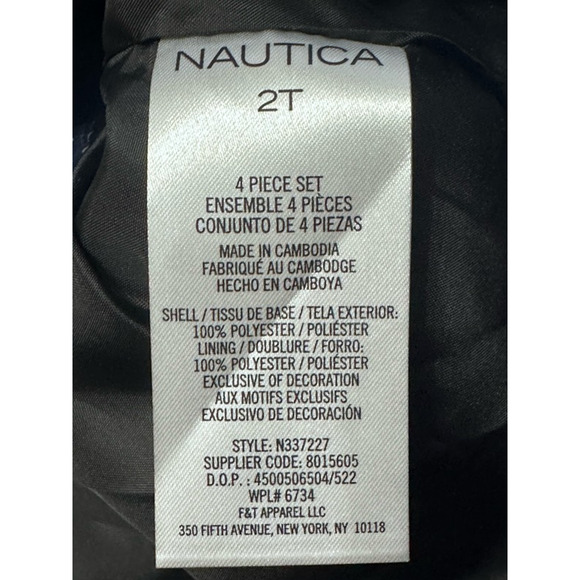 NAUTICA
2T
4 PIECE SET
ENSEMBLE 4 PIÈCES
CONJUNTO DE 4 PIEZAS
MADE IN CAMBODIA
FABRIQUÉ AU CAMBODGE
HECHO EN CAMBOYA
SHELL / TISSU DE BASE / TELA EXTERIOR:
100% POLYESTER / POLIÉSTER
LINING / DOUBLURE / FORRO:
100% POLYESTER / POLIÉSTER
EXCLUSIVE OF DECORATION
AUX MOTIFS EXCLUSIFS
EXCLUSIVO DE DECORACIÓN
STYLE: N337227
SUPPLIER CODE: 8015605
D.O.P. : 4500506504/522
WPL# 6734
F&T APPAREL LLC
350 FIFTH AVENUE, NEW YORK, NY 10118